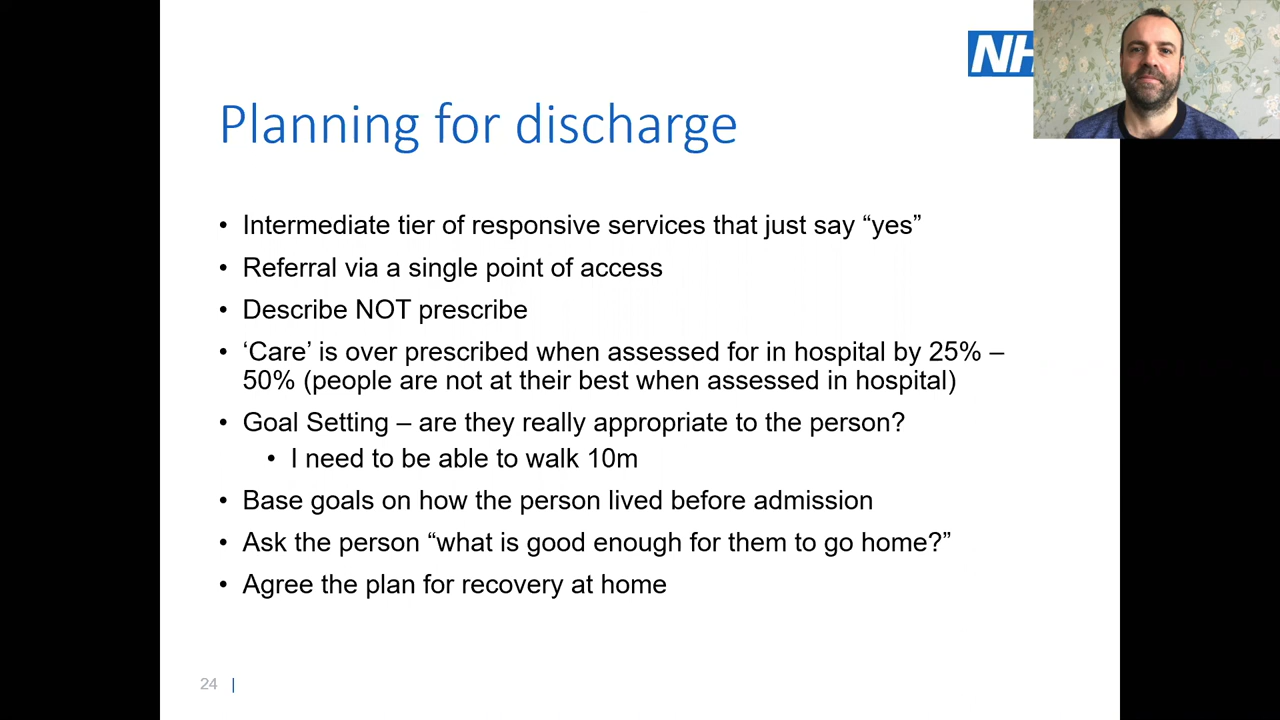 NH
Planning for discharge
• Intermediate tier of responsive services that just say “yes”
• Referral via a single point of access
• Describe NOT prescribe
• ‘Care’ is over prescribed when assessed for in hospital by 25% –
50% (people are not at their best when assessed in hospital)
• Goal Setting – are they really appropriate to the person?
• I need to be able to walk 10m
• Base goals on how the person lived before admission
• Ask the person “what is good enough for them to go home?”
• Agree the plan for recovery at home
24 |